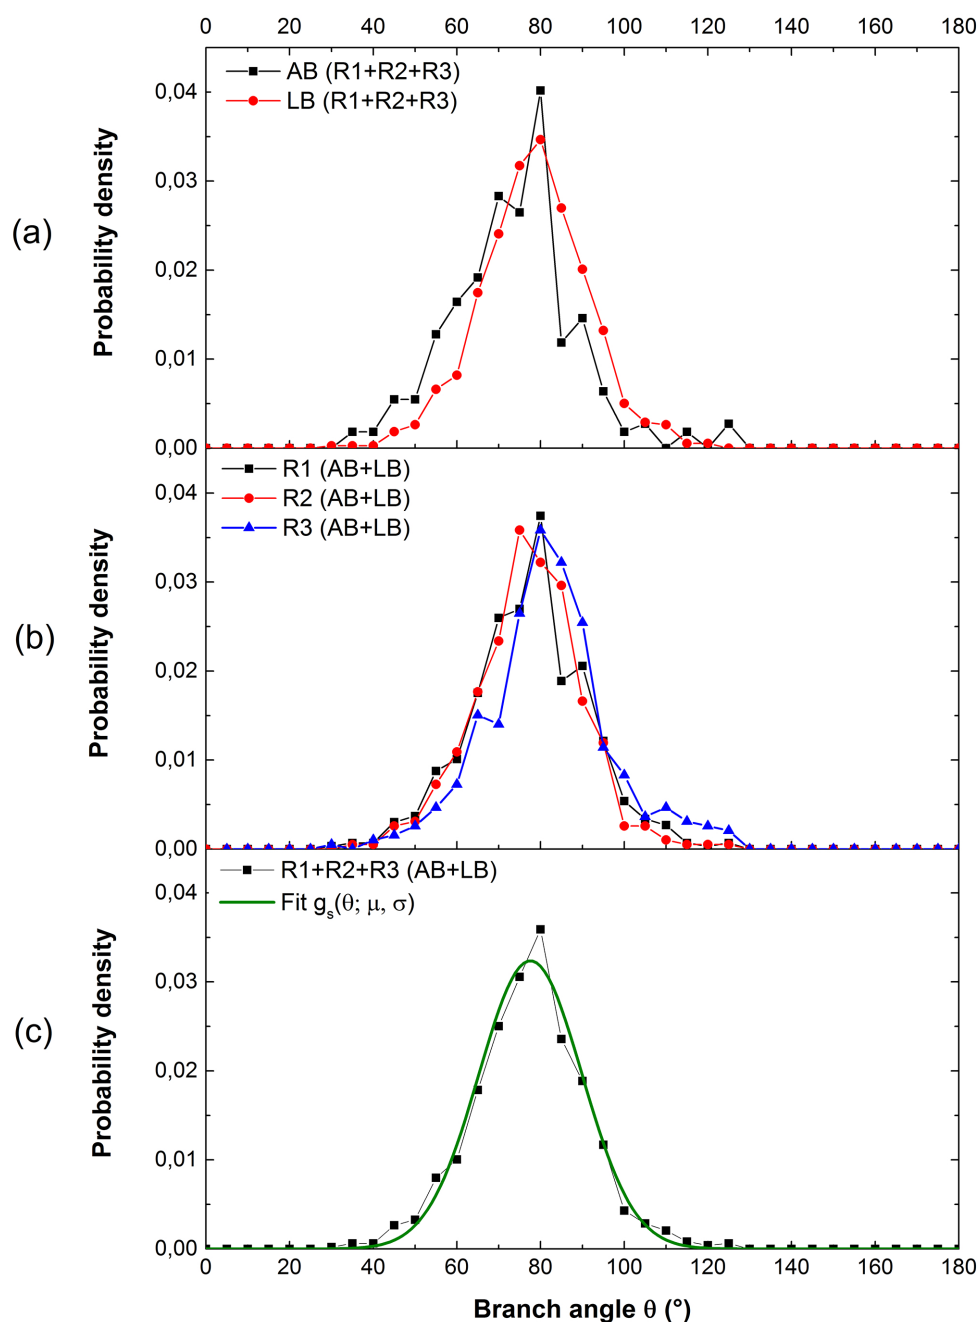 0 20 40 60 80 100 120 140 160 180
AB (R1+R2+R3)
LB (R1+R2+R3)
0,04
0,03
0,02
0,01
0,00
Probability density
(a)
R1 (AB+LB)
R2 (AB+LB)
R3 (AB+LB)
0,04
0,03
0,02
0,01
0,00
Probability density
(b)
R1+R2+R3 (AB+LB)
Fit gs(θ; μ, σ)
0,04
0,03
0,02
0,01
0,00
Probability density
(c)
0 20 40 60 80 100 120 140 160 180
Branch angle θ (°)